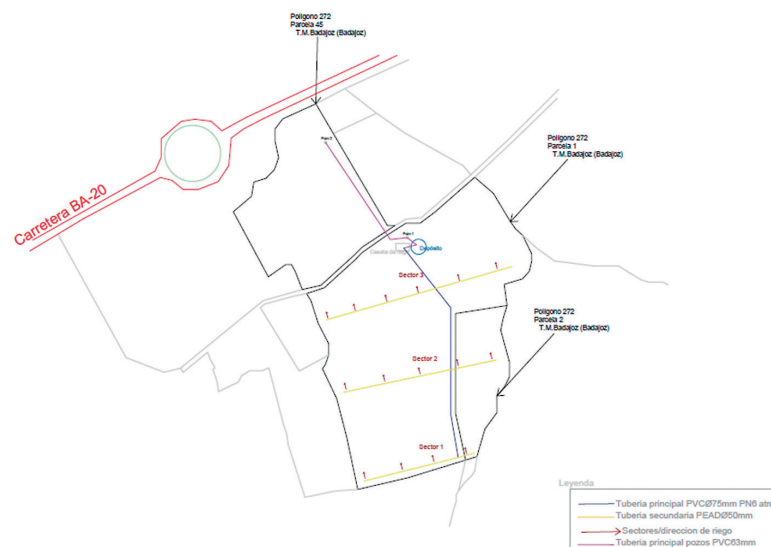 Poligono 272
Parcela 45
T.M.Badajoz (Badajoz)
Carretera BA-20
Poligono 272
Parcela 1
T.M.Badajoz (Badajoz)
Pozo 2
Pozo 1
Depósito
Caseta de riego
Sector 3
Poligono 272
Parcela 2
T.M.Badajoz (Badajoz)
Sector 2
Sector 1
Leyenda
Tuberia principal PVCØ75mm PN6 atm
Tuberia secundaria PEADØ50mm
Sectores/direccion de riego
Tuberia principal pozos PVC63mm